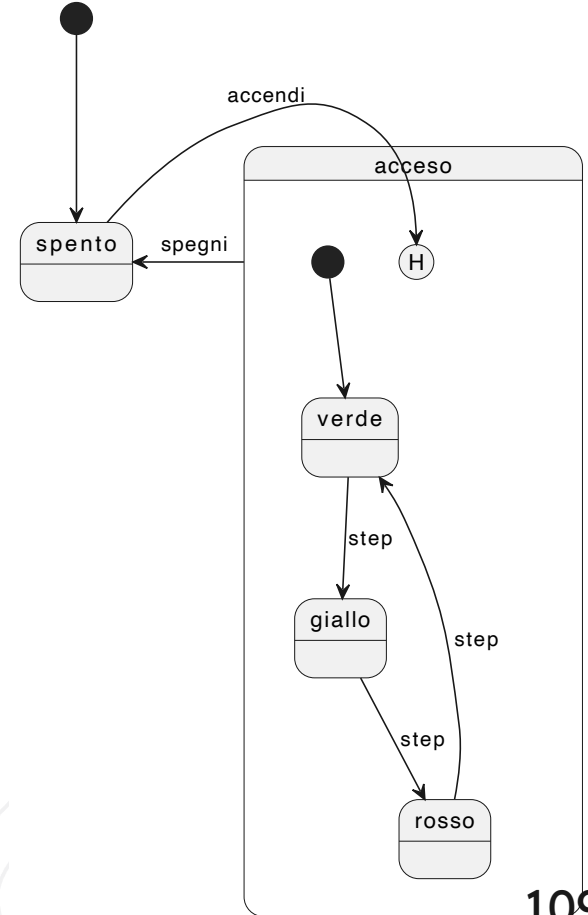 accendi
acceso
spento
spegni
H
verde
step
giallo
step
step
rosso